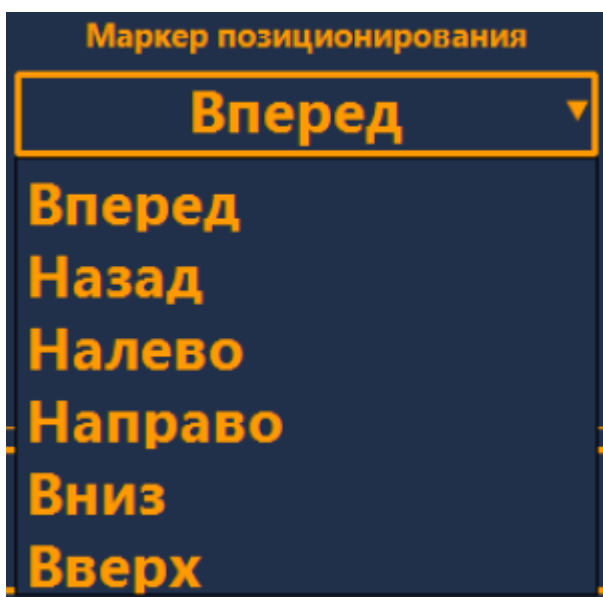 Маркер позиционирования
Вперед
Вперед
Назад
Налево
Направо
Вниз
Вверх